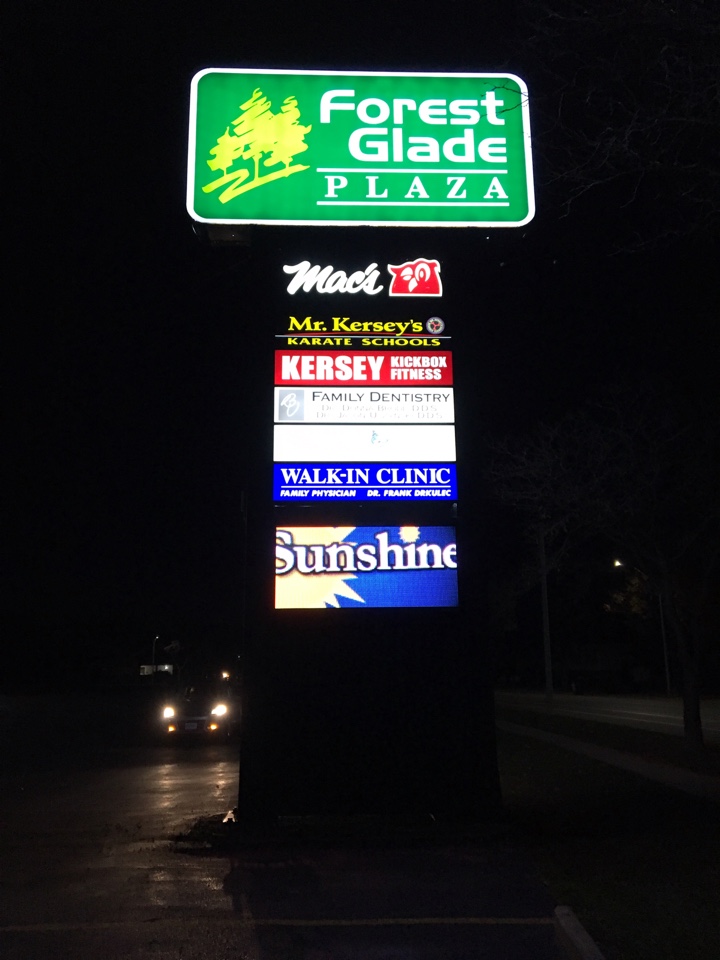 Forest
Glade
PLAZA
Mac's
Mr. Kersey's
KARATE SCHOOLS
KERSEY KICKBOX
FITNESS
FAMILY DENTISTRY
WALK-IN CLINIC
FAMILY PHYSICIAN DR. FRANK DRKULEC
Sunshine